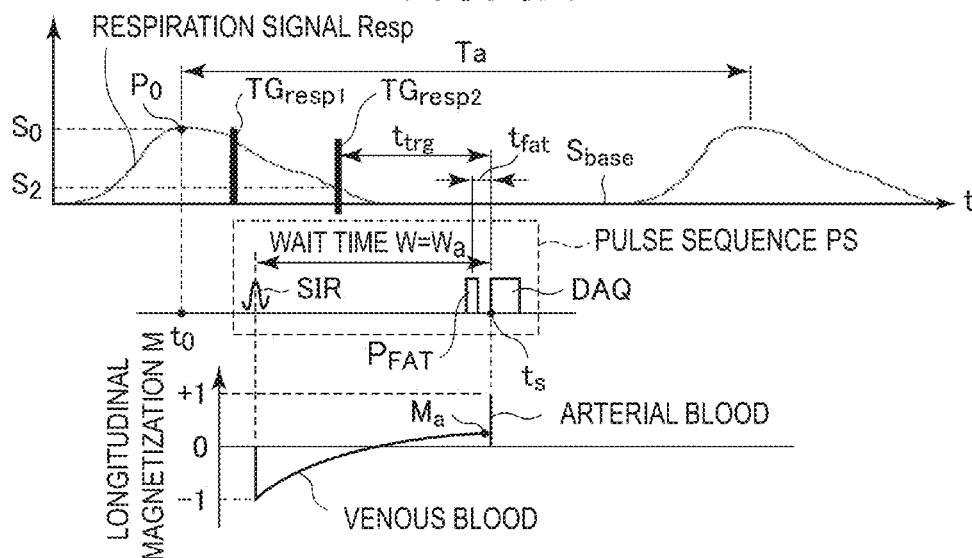 RESPIRATION SIGNAL Resp
Ta
P0
TGresp1
TGresp2
S0
ttrg
tfat
Sbase
S2
t
WAIT TIME W=Wa
PULSE SEQUENCE PS
SIR
DAQ
t0
PFAT
ts
LONGITUDINAL
MAGNETIZATION M
+1
Ma
ARTERIAL BLOOD
0
-1
VENOUS BLOOD